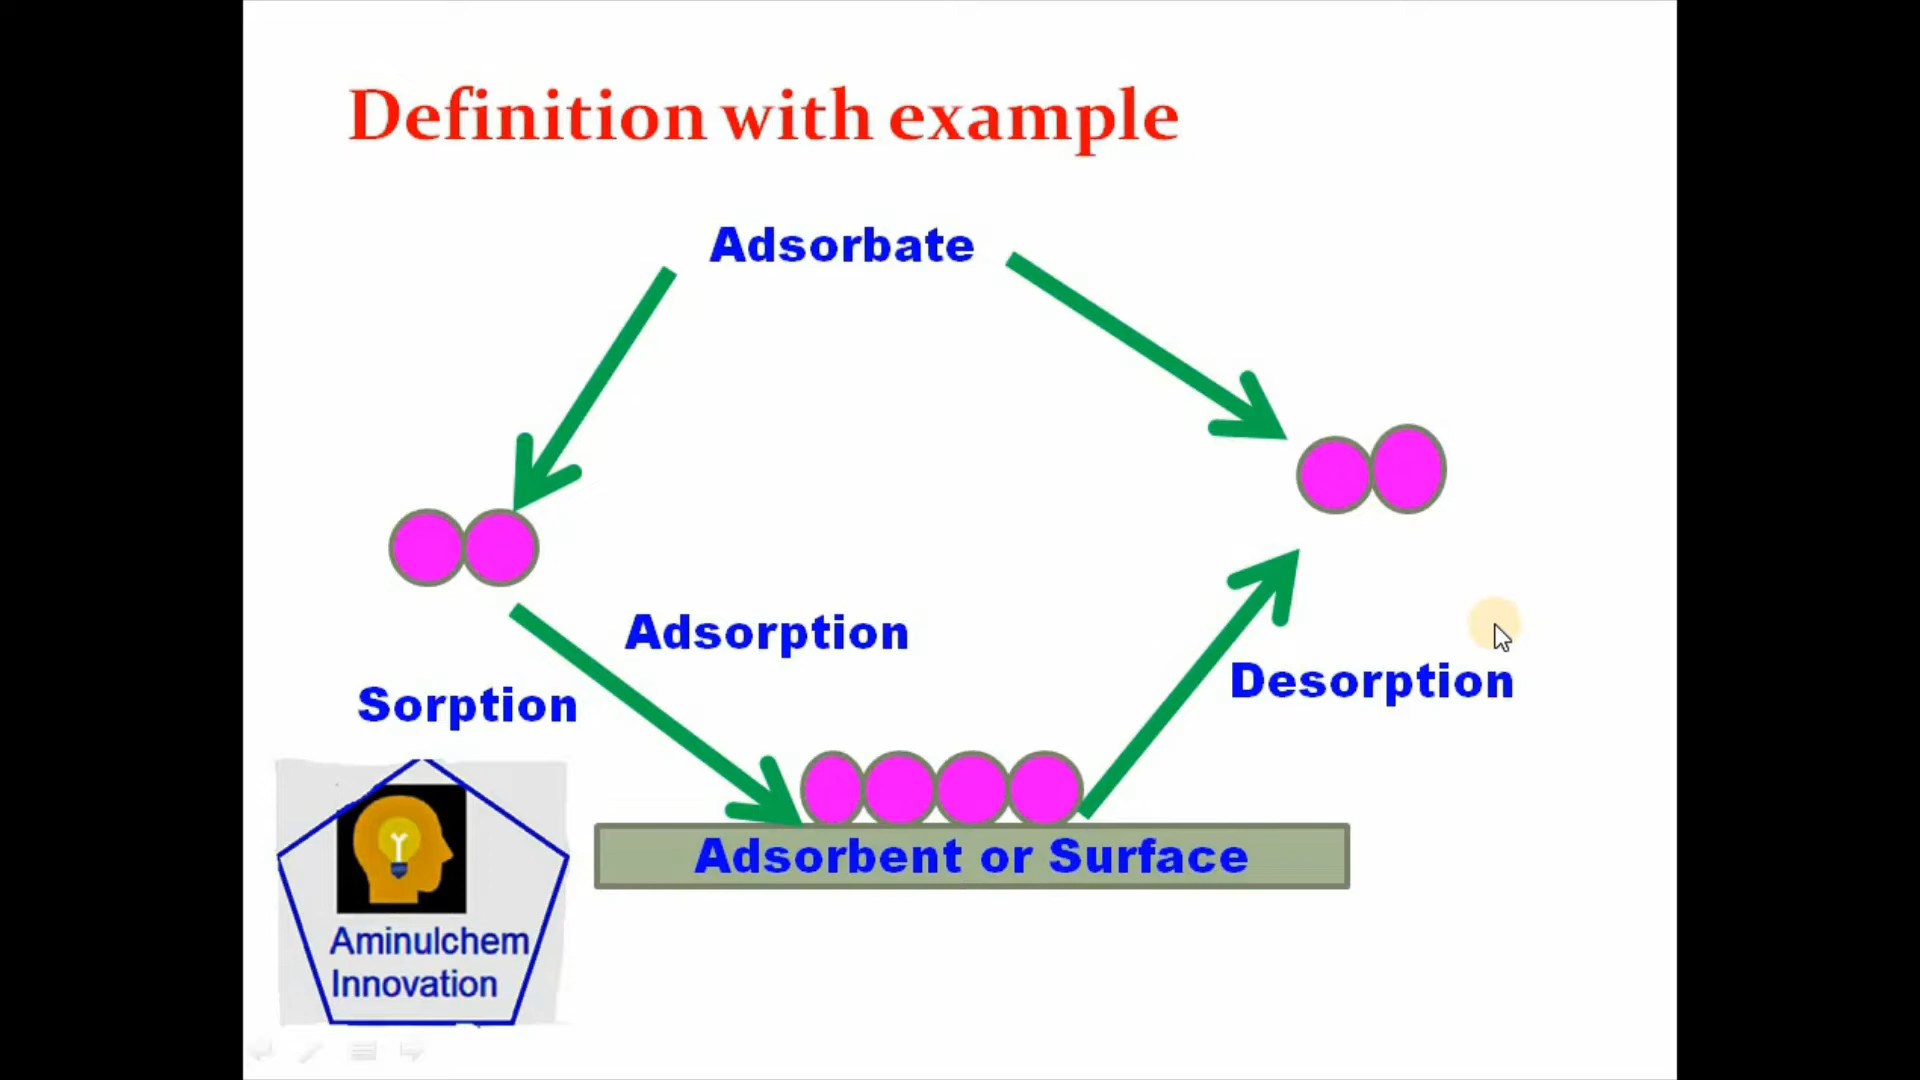 Definition with example
Adsorbate
Adsorption
Sorption
Desorption
Adsorbent or Surface
Aminulchem
Innovation